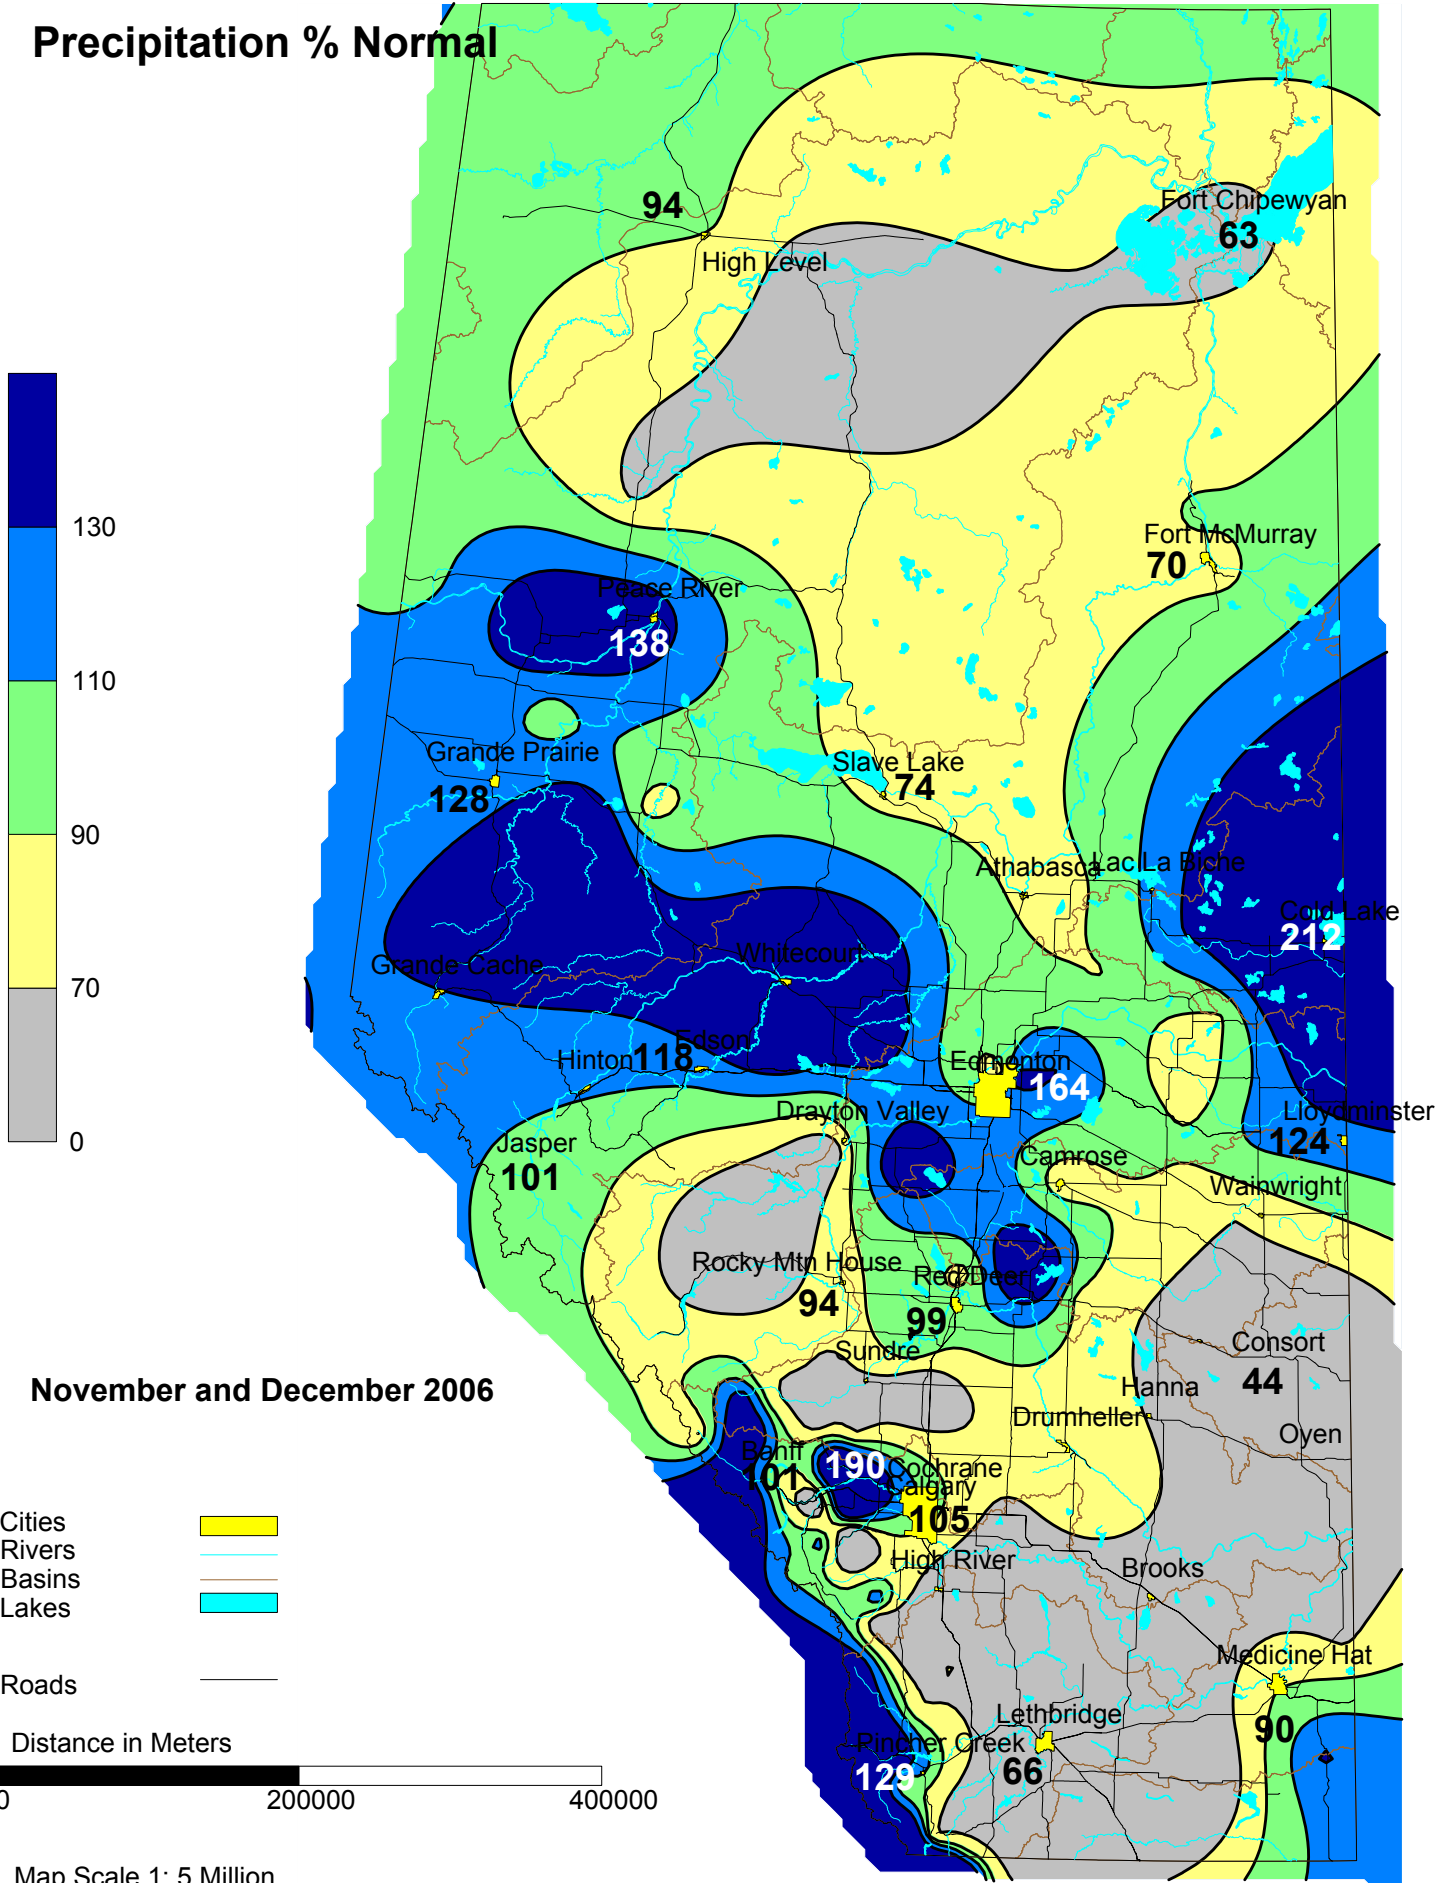 Precipitation % Normal
Fort Chipewyan
94
63
High Level
130
Fort McMurray
70
Peace River
138
110
Grande Prairie
128
Slave Lake
74
90
Athabasca
Lac La Biche
Cold Lake
212
Whitecourt
Grande Cache
70
Edson
Hinton
118
Edmonton
164
Drayton Valley
Lloydminster
124
0
Jasper
101
Camrose
Wainwright
Rocky Mtn House
94
Red Deer
99
Sundre
Consort
44
November and December 2006
Hanna
Drumheller
Oyen
Banff
101
190
Cochrane
Calgary
105
Cities
Rivers
Basins
Lakes
Roads
High River
Brooks
Medicine Hat
90
Lethbridge
66
Pincher Creek
129
Distance in Meters
0
200000
400000
Map Scale 1: 5 Million